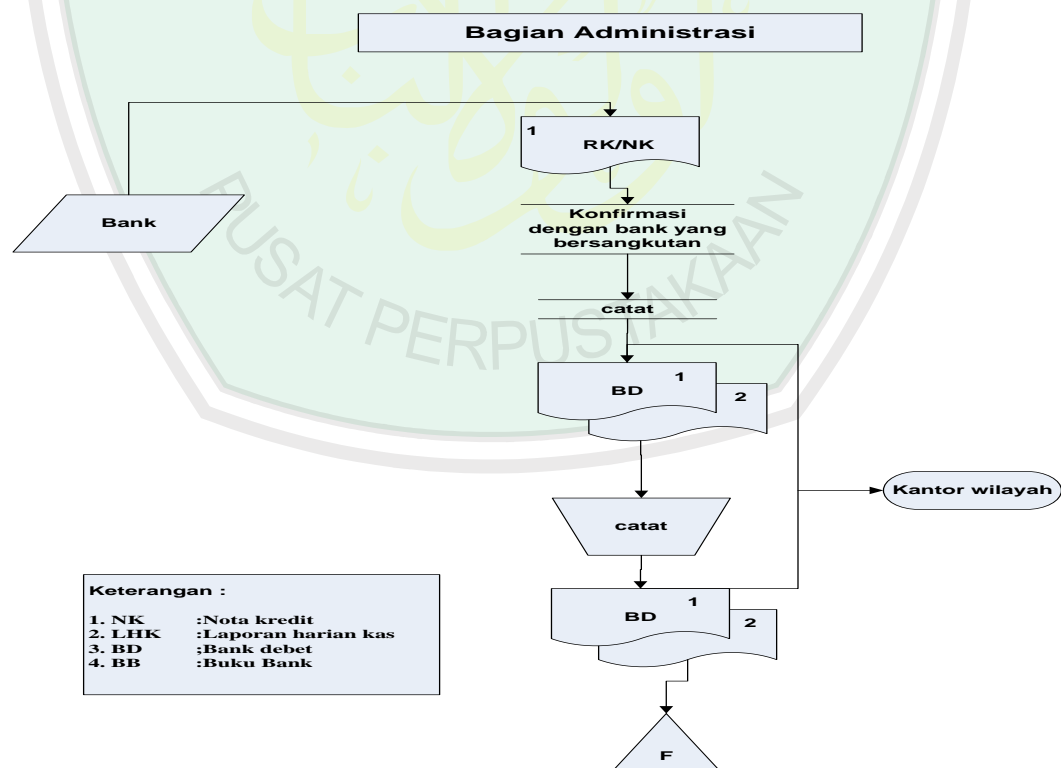 Bagian Administrasi
1
RK/NK
Bank
Konfirmasi
dengan bank yang
bersangkutan
catat
BD 1
2
Kantor wilayah
catat
BD 1
2
Keterangan :
1. NK :Nota kredit
2. LHK :Laporan harian kas
3. BD ;Bank debet
4. BB :Buku Bank
F
PUSAT PERPUSTAKAAN